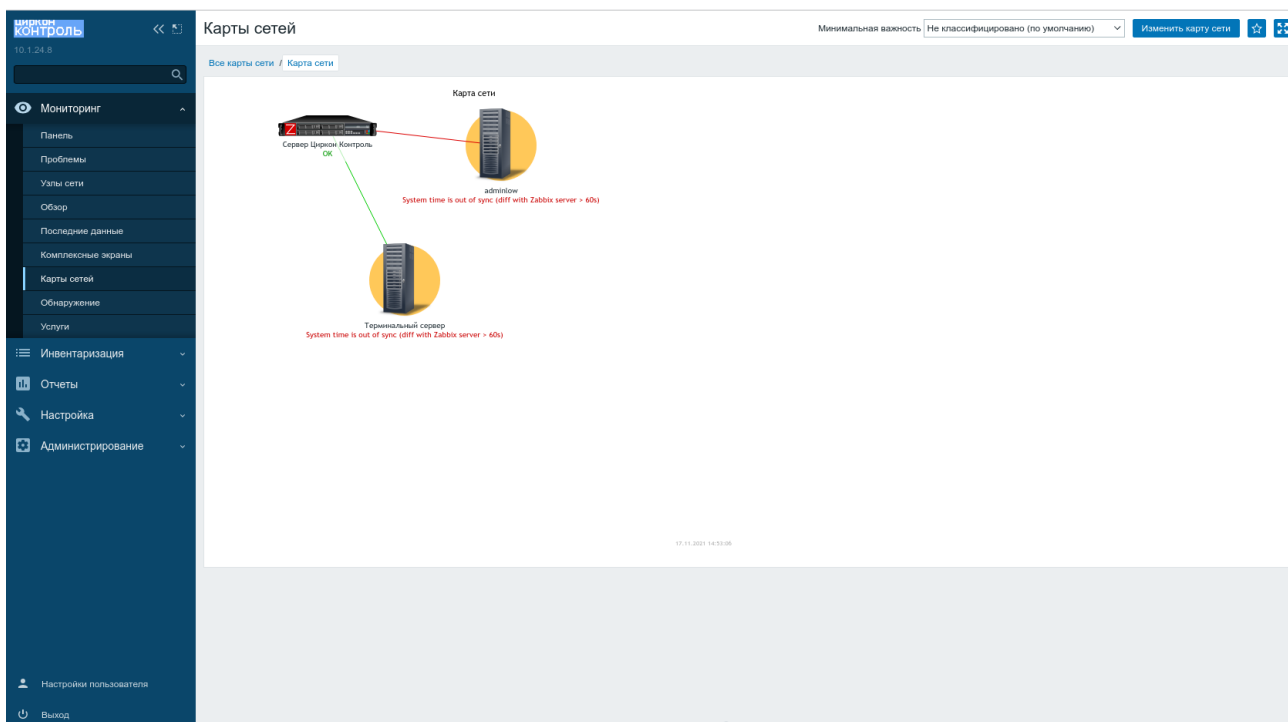 циркон
контроль
Карты сетей
Минимальная важность
Не классифицировано (по умолчанию)
Изменить карту сети
10.1.24.8
Все карты сети / Карта сети
Мониторинг
Панель
Проблемы
Узлы сети
Обзор
Последние данные
Комплексные экраны
Карты сетей
Обнаружение
Услуги
Инвентаризация
Отчеты
Настройка
Администрирование
Настройки пользователя
Выход
Карта сети
Z
Сервер Циркон Контроль
OK
adminlow
System time is out of sync (diff with Zabbix server > 60s)
Терминальный сервер
System time is out of sync (diff with Zabbix server > 60s)
17.11.2021 14:53:06